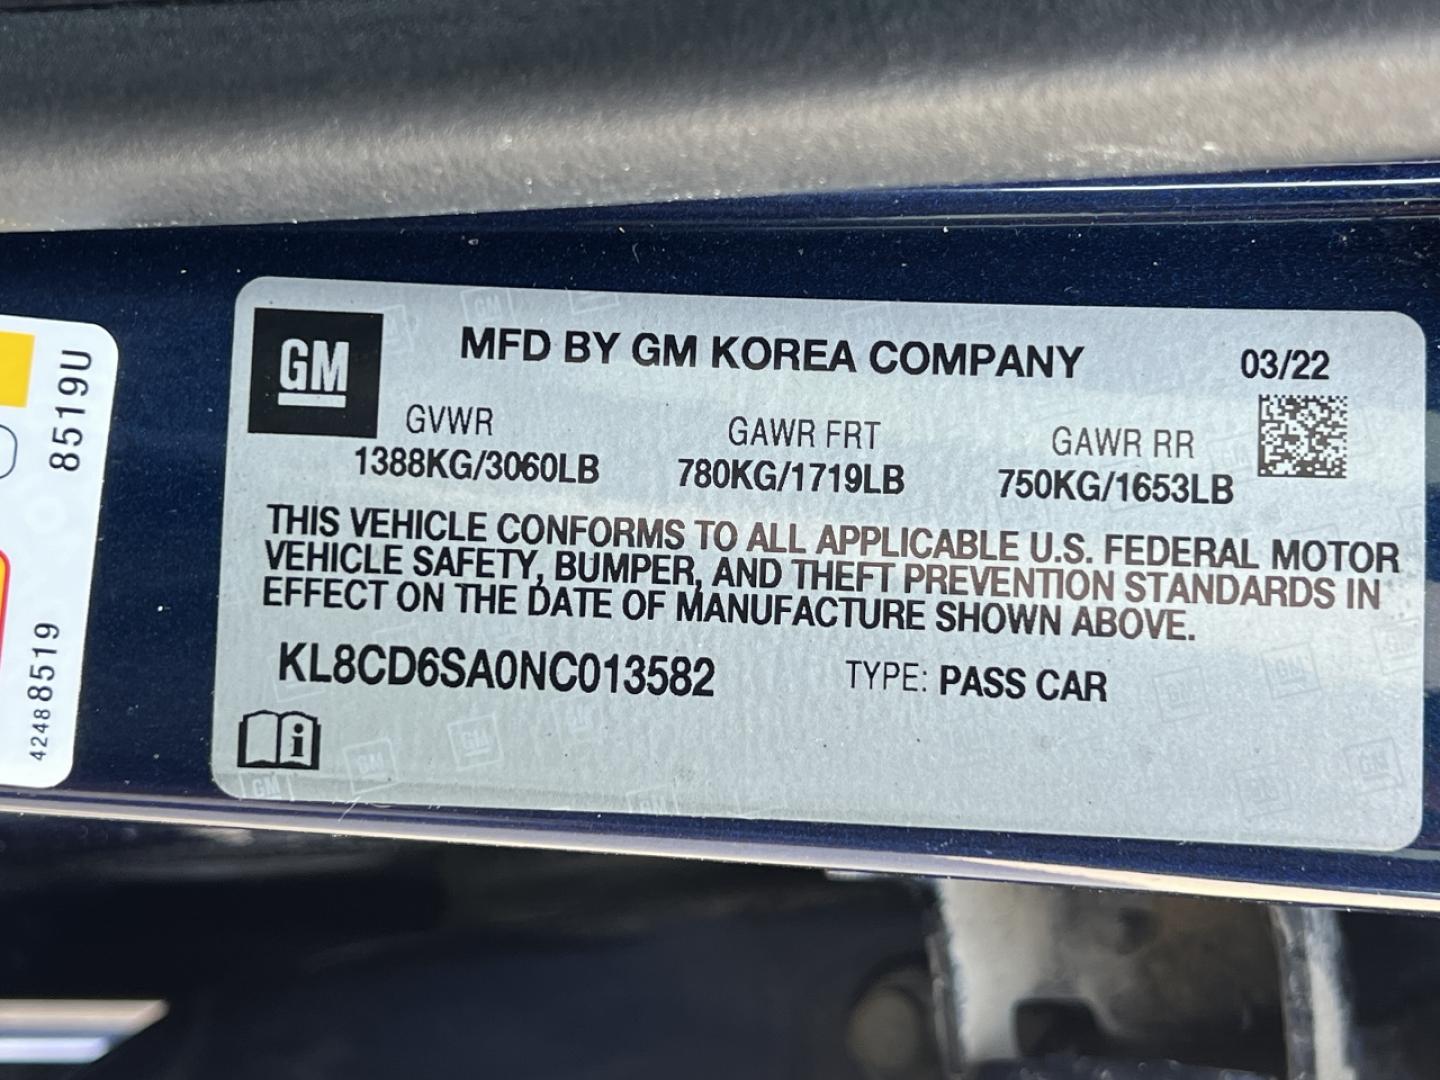 GM
MFD BY GM KOREA COMPANY
03/22
GVWR
1388KG/3060LB
GAWR FRT
780KG/1719LB
GAWR RR
750KG/1653LB
THIS VEHICLE CONFORMS TO ALL APPLICABLE U.S. FEDERAL MOTOR
VEHICLE SAFETY, BUMPER, AND THEFT PREVENTION STANDARDS IN
EFFECT ON THE DATE OF MANUFACTURE SHOWN ABOVE.
KL8CD6SA0NC013582
TYPE: PASS CAR
8519U
42488519